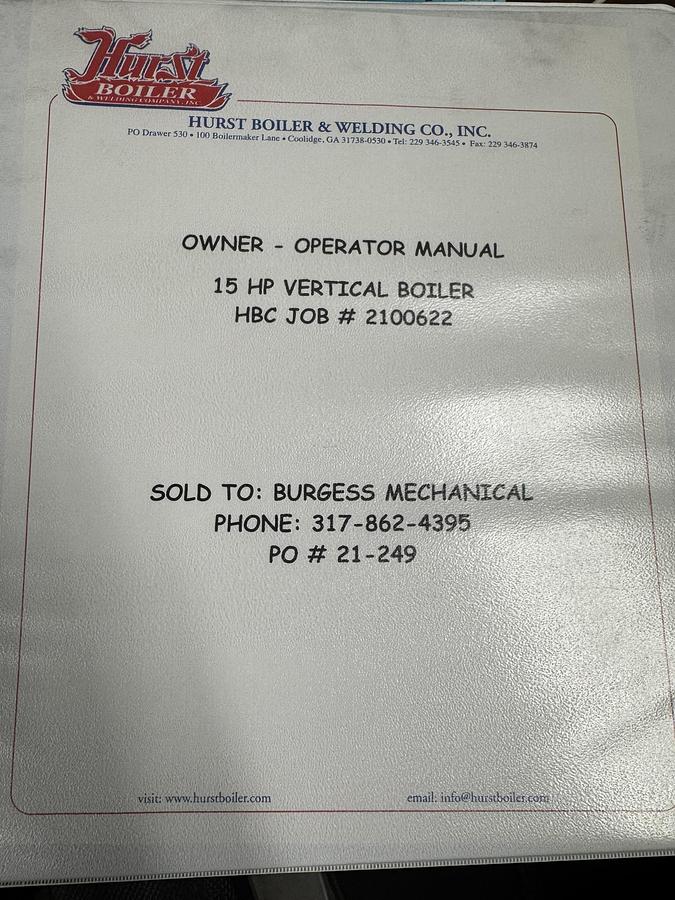 Hurst
BOILER
& WELDING COMPANY, INC.
HURST BOILER & WELDING CO., INC.
PO Drawer 530 • 100 Boilermaker Lane • Coolidge, GA 31738-0530 • Tel: 229 346-3545 • Fax: 229 346-3874
OWNER - OPERATOR MANUAL
15 HP VERTICAL BOILER
HBC JOB # 2100622
SOLD TO: BURGESS MECHANICAL
PHONE: 317-862-4395
PO # 21-249
visit: www.hurstboiler.com email: info@hurstboiler.com